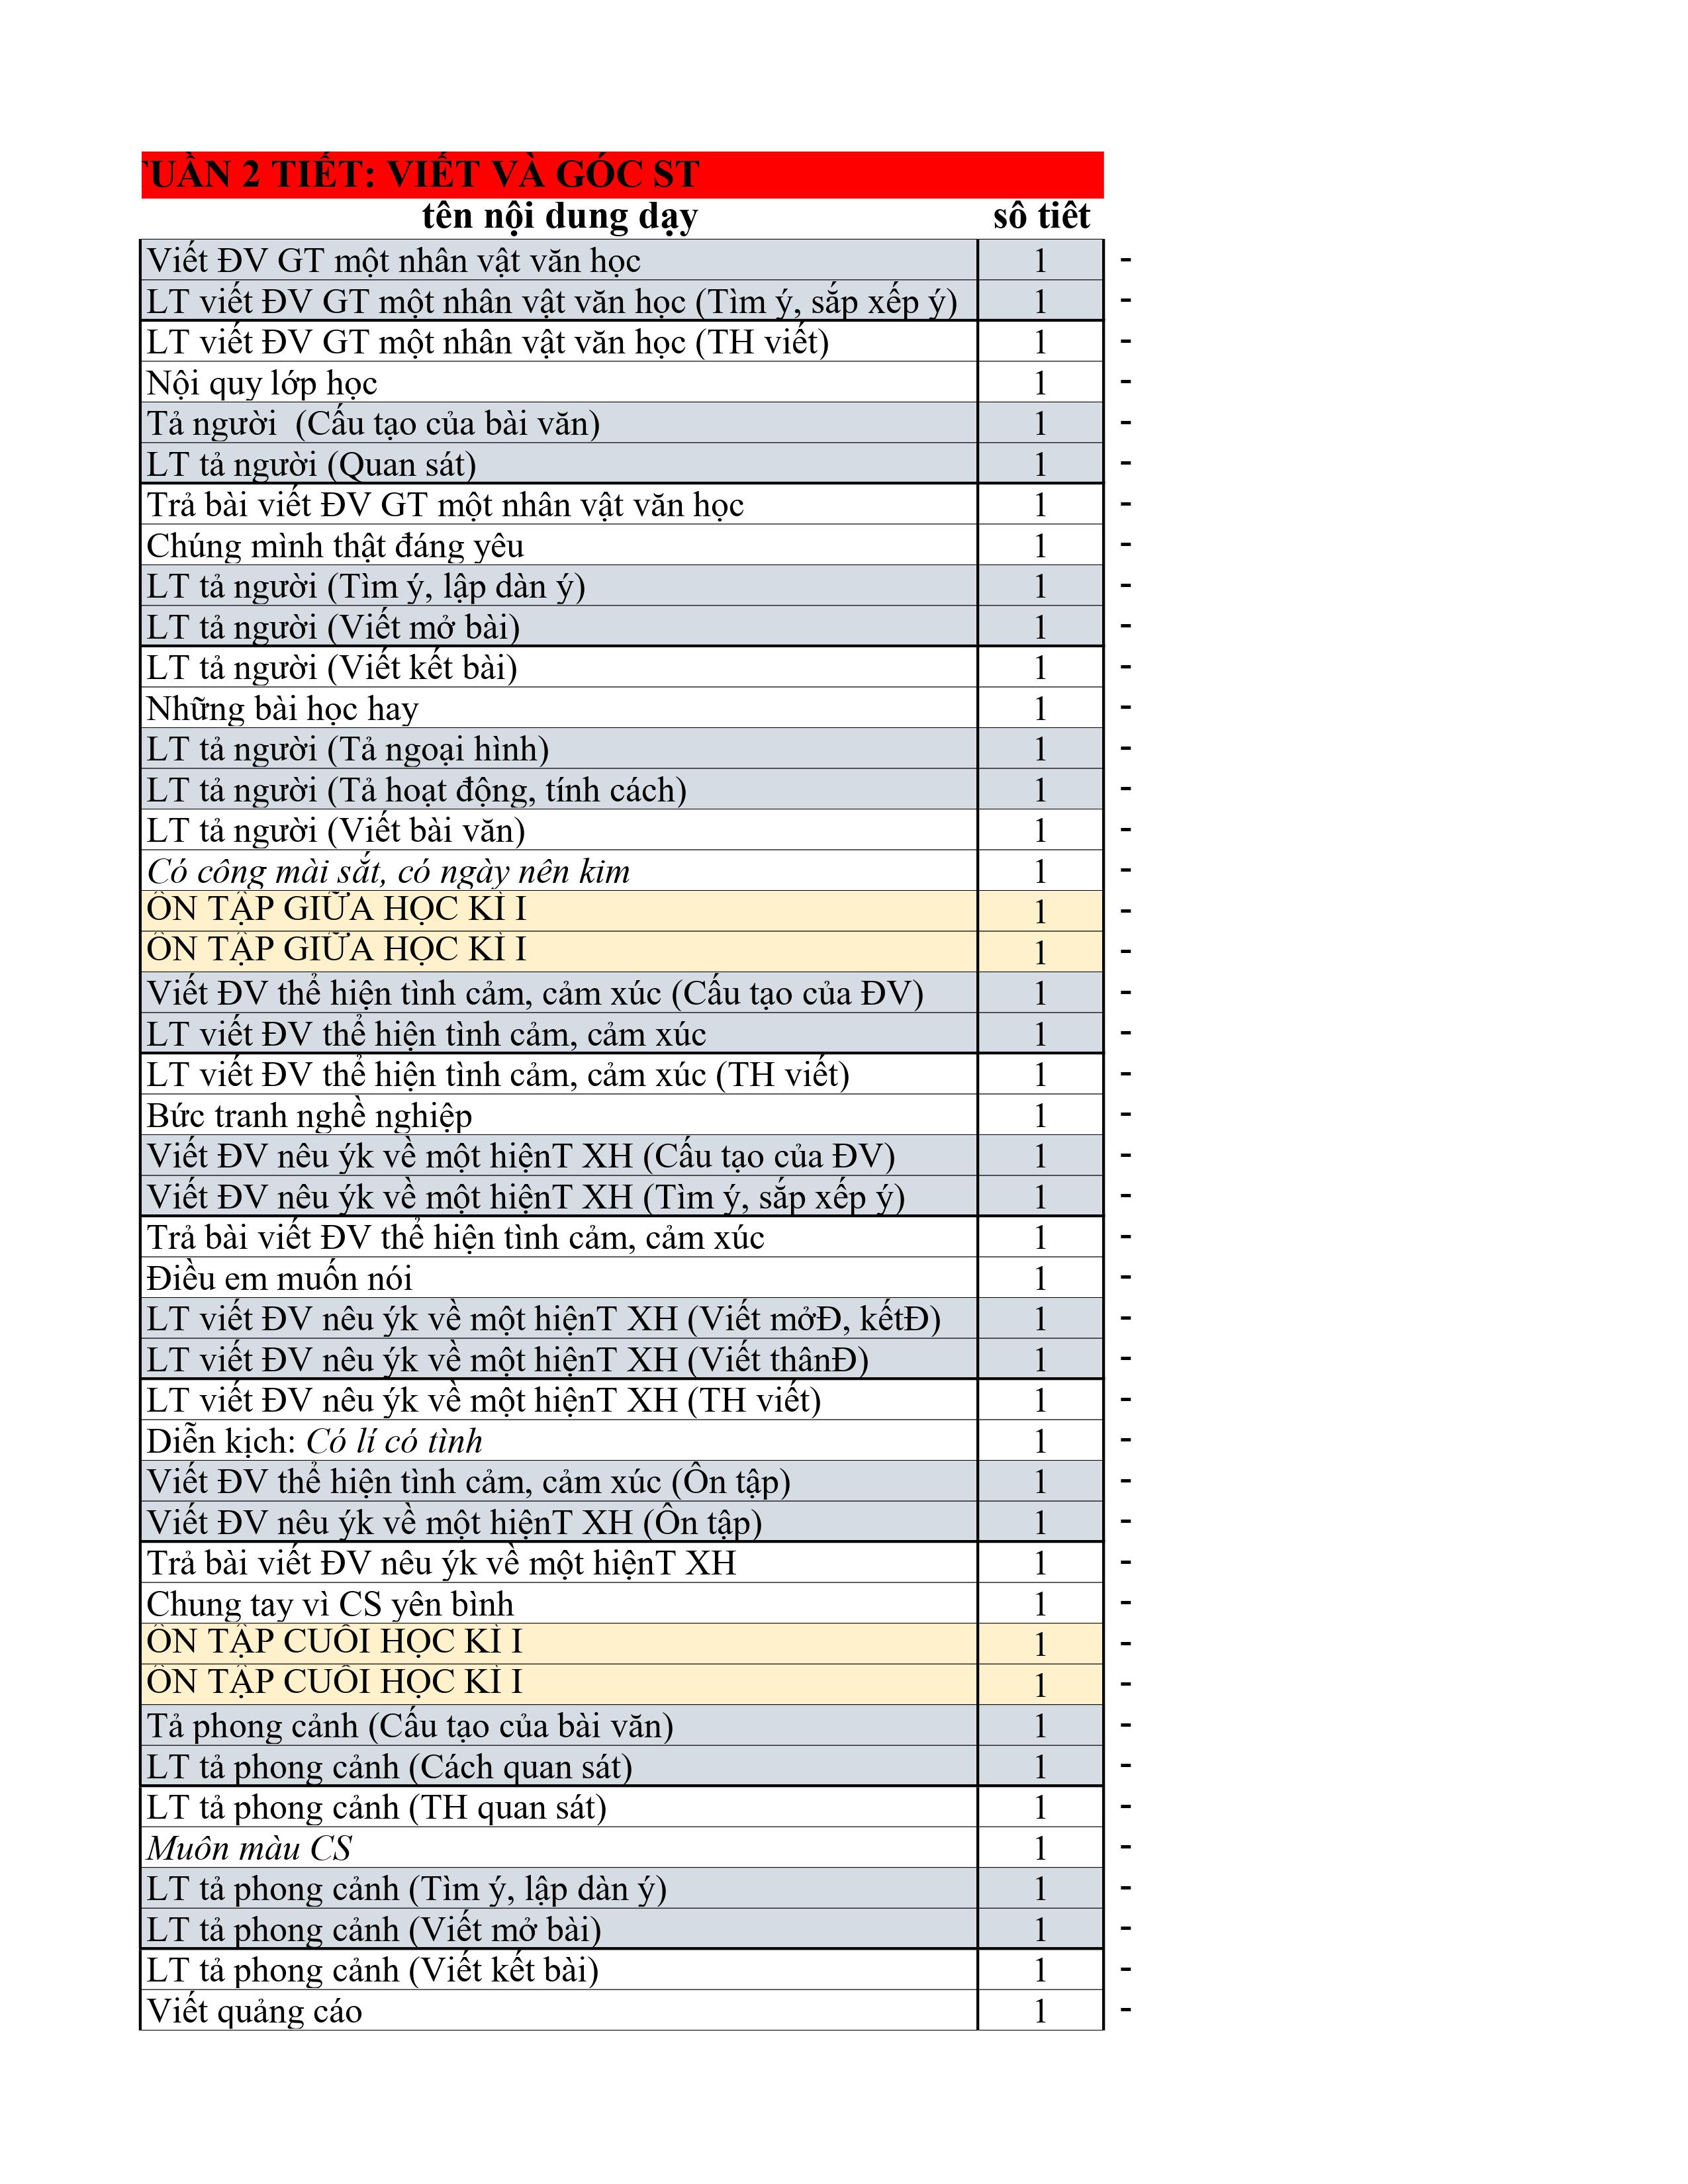 TUẦN 2 TIẾT: VIẾT VÀ GÓC ST
tên nội dung dạy số tiết
Viết ĐV GT một nhân vật văn học 1 -
LT viết ĐV GT một nhân vật văn học (Tìm ý, sắp xếp ý) 1 -
LT viết ĐV GT một nhân vật văn học (TH viết) 1 -
Nội quy lớp học 1 -
Tả người (Cấu tạo của bài văn) 1 -
LT tả người (Quan sát) 1 -
Trả bài viết ĐV GT một nhân vật văn học 1 -
Chúng mình thật đáng yêu 1 -
LT tả người (Tìm ý, lập dàn ý) 1 -
LT tả người (Viết mở bài) 1 -
LT tả người (Viết kết bài) 1 -
Những bài học hay 1 -
LT tả người (Tả ngoại hình) 1 -
LT tả người (Tả hoạt động, tính cách) 1 -
LT tả người (Viết bài văn) 1 -
Có công mài sắt, có ngày nên kim 1 -
ÔN TẬP GIỮA HỌC KÌ I 1 -
ÔN TẬP GIỮA HỌC KÌ I 1 -
Viết ĐV thể hiện tình cảm, cảm xúc (Cấu tạo của ĐV) 1 -
LT viết ĐV thể hiện tình cảm, cảm xúc 1 -
LT viết ĐV thể hiện tình cảm, cảm xúc (TH viết) 1 -
Bức tranh nghề nghiệp 1 -
Viết ĐV nêu ýk về một hiệnT XH (Cấu tạo của ĐV) 1 -
Viết ĐV nêu ýk về một hiệnT XH (Tìm ý, sắp xếp ý) 1 -
Trả bài viết ĐV thể hiện tình cảm, cảm xúc 1 -
Điều em muốn nói 1 -
LT viết ĐV nêu ýk về một hiệnT XH (Viết mởĐ, kếtĐ) 1 -
LT viết ĐV nêu ýk về một hiệnT XH (Viết thânĐ) 1 -
LT viết ĐV nêu ýk về một hiệnT XH (TH viết) 1 -
Diễn kịch: Có lí có tình 1 -
Viết ĐV thể hiện tình cảm, cảm xúc (Ôn tập) 1 -
Viết ĐV nêu ýk về một hiệnT XH (Ôn tập) 1 -
Trả bài viết ĐV nêu ýk về một hiệnT XH 1 -
Chung tay vì CS yên bình 1 -
ÔN TẬP CUỐI HỌC KÌ I 1 -
ÔN TẬP CUỐI HỌC KÌ I 1 -
Tả phong cảnh (Cấu tạo của bài văn) 1 -
LT tả phong cảnh (Cách quan sát) 1 -
LT tả phong cảnh (TH quan sát) 1 -
Muôn màu CS 1 -
LT tả phong cảnh (Tìm ý, lập dàn ý) 1 -
LT tả phong cảnh (Viết mở bài) 1 -
LT tả phong cảnh (Viết kết bài) 1 -
Viết quảng cáo 1 -